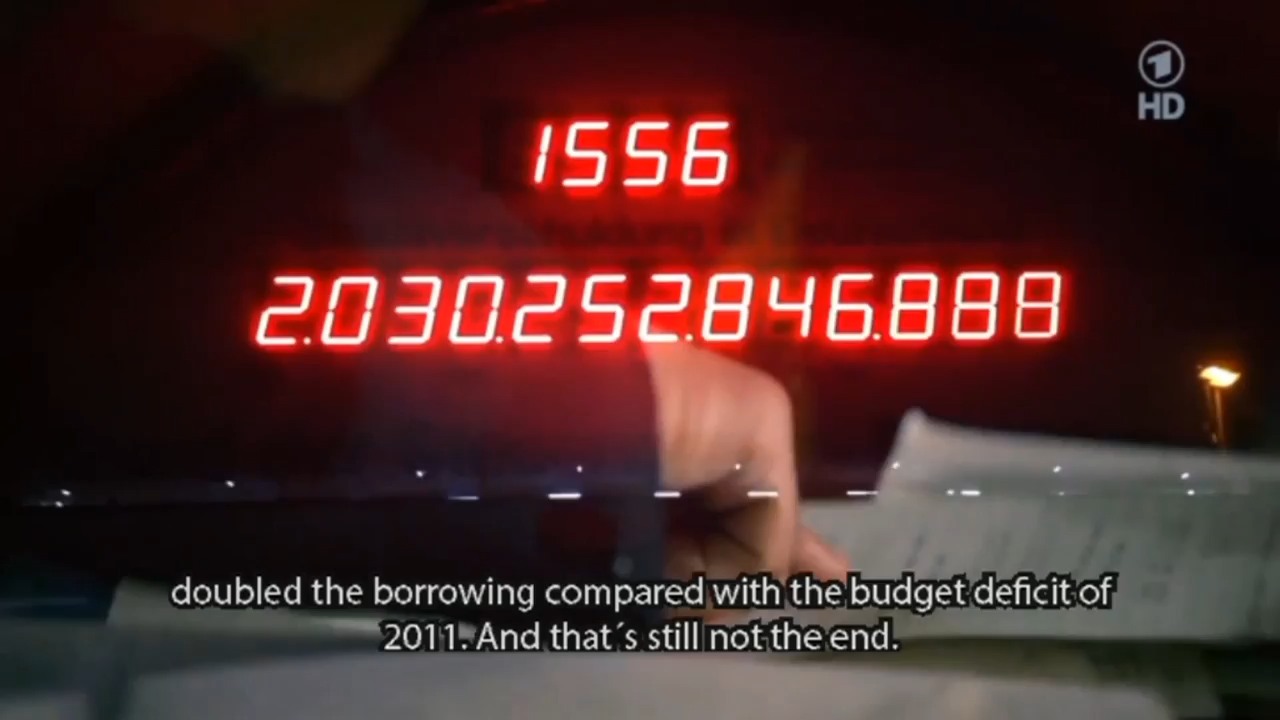 1
HD
1556
2.030.252.846.888
doubled the borrowing compared with the budget deficit of
2011. And that´s still not the end.